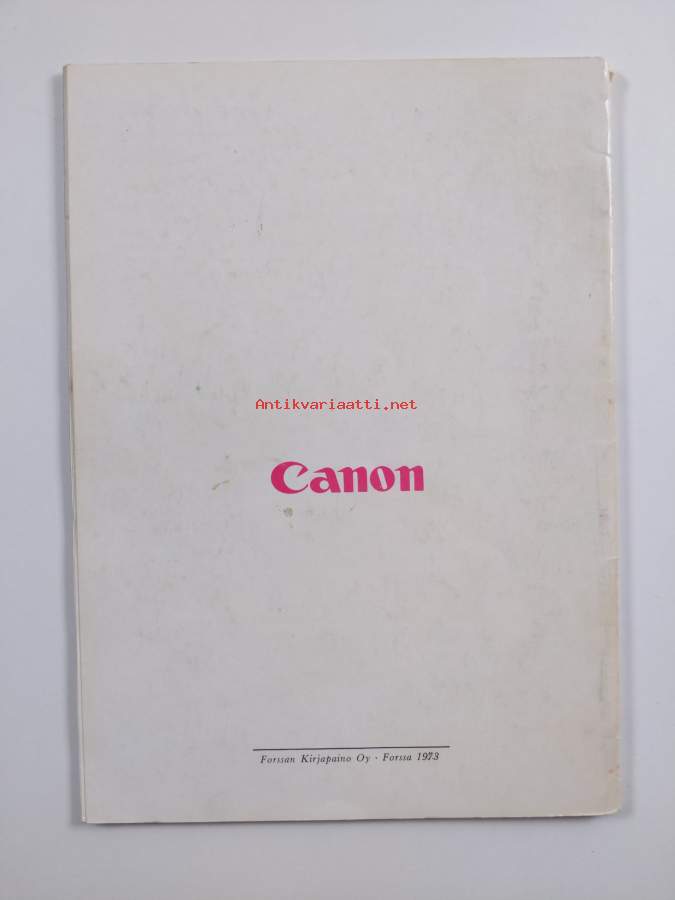 Antikvariaatti.net
Canon
Forssan Kirjapaino Oy · Forssa 1973